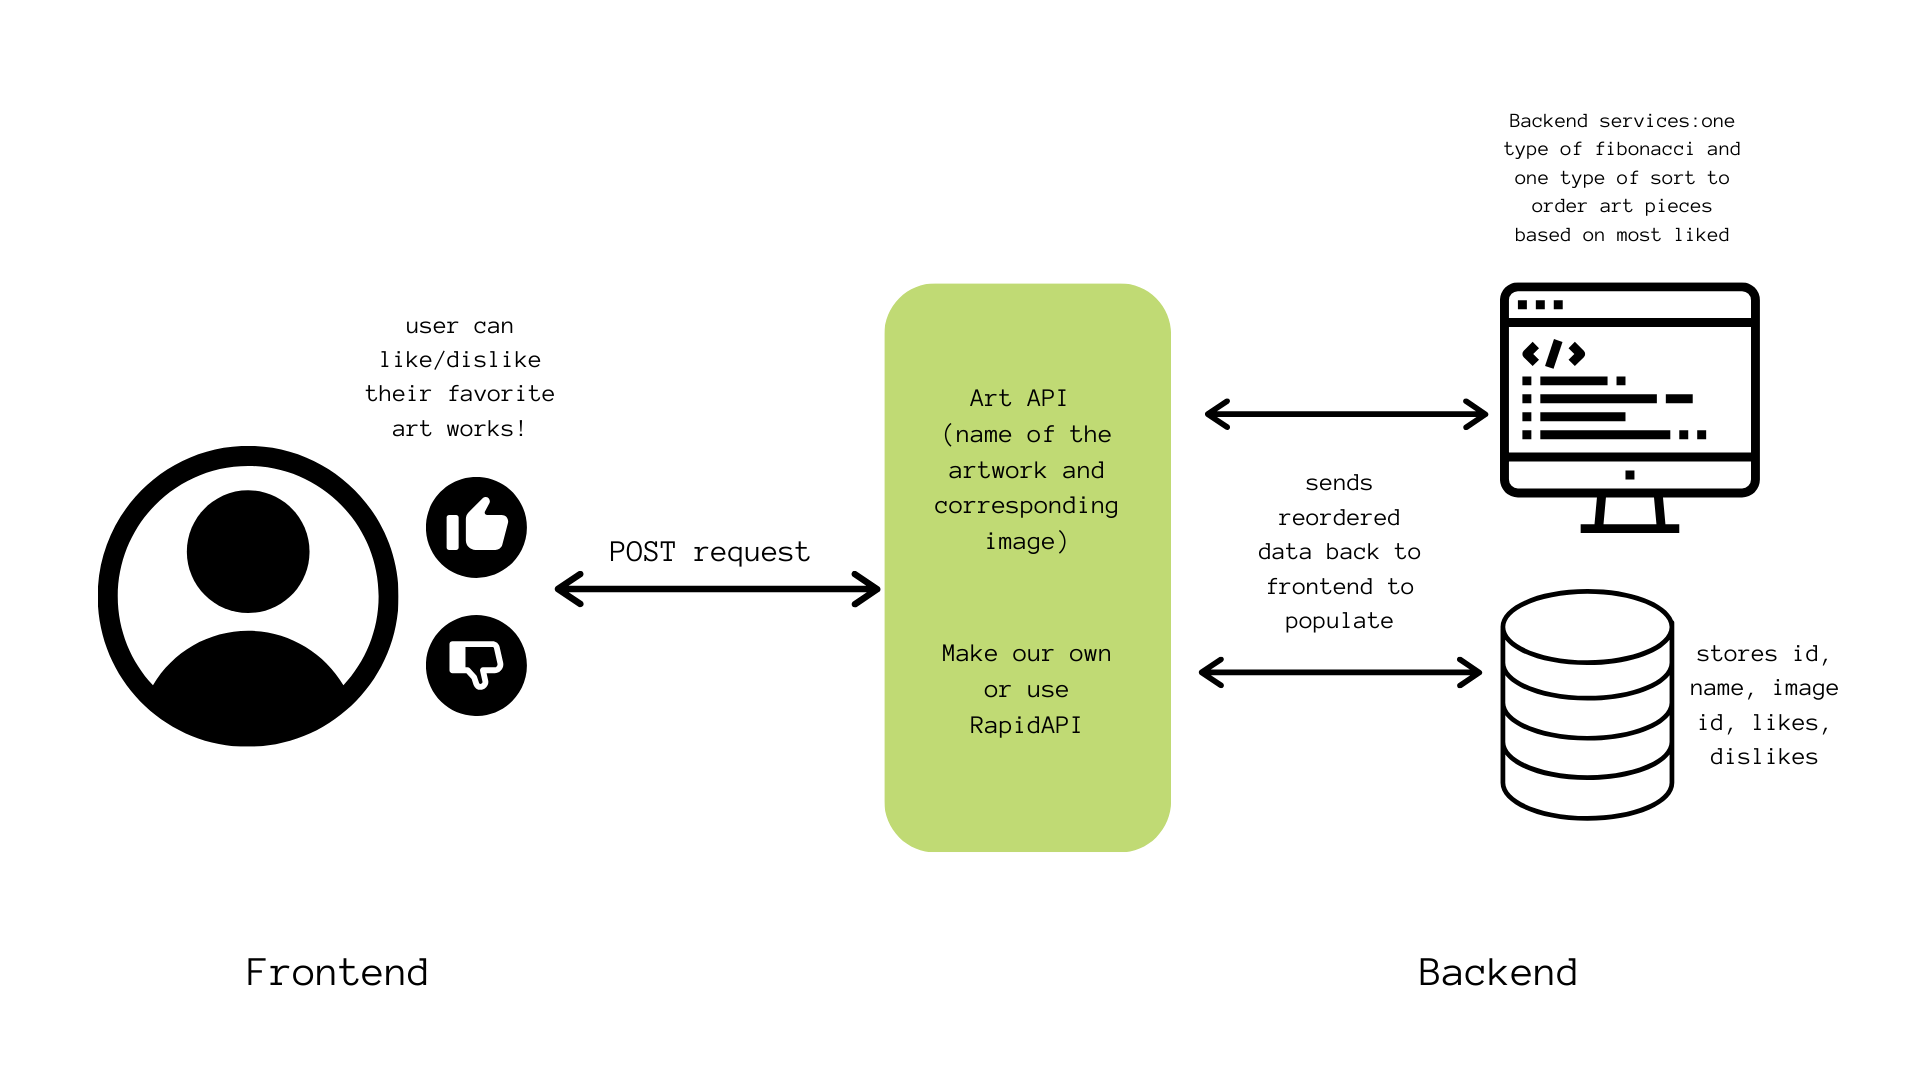 user can
like/dislike
their favorite
art works!
POST request
Art API
(name of the
artwork and
corresponding
image)
Make our own
or use
RapidAPI
Backend services:one
type of fibonacci and
one type of sort to
order art pieces
based on most liked
</>
sends
reordered
data back to
frontend to
populate
stores id,
name, image
id, likes,
dislikes
Frontend
Backend